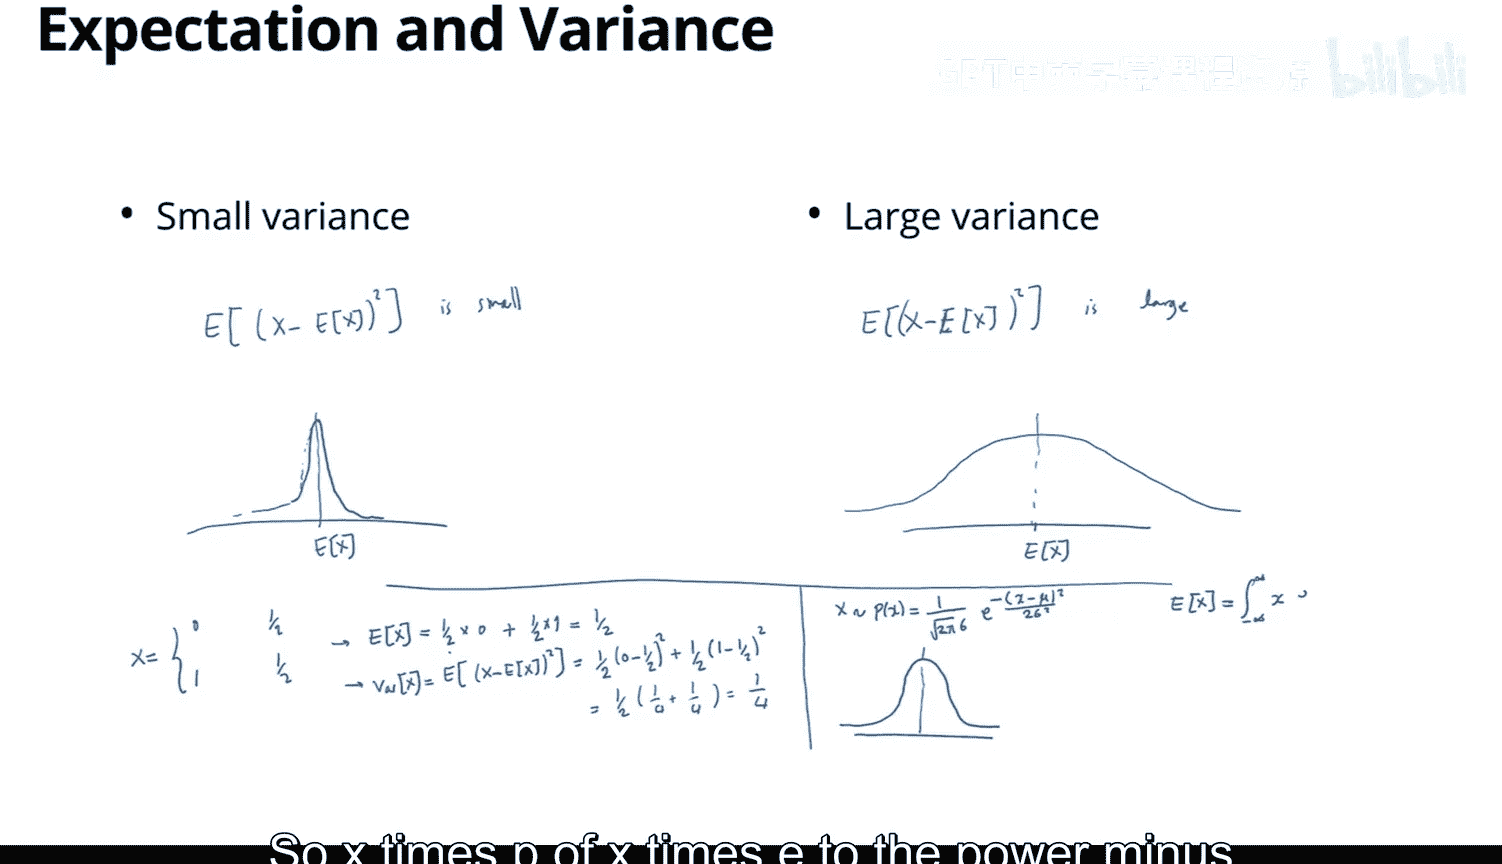 Expectation and Variance
bilibili
• Small variance
E[(X-E[X])²] is small
E[X]
• Large variance
E[(X-E[X])²] is large
E[X]
X = { 0 1/2
1 1/2
→ E[X] = 1/2 × 0 + 1/2 × 1 = 1/2
→ Var[X] = E[(X-E[X])²] = 1/2 (0-1/2)² + 1/2 (1-1/2)²
= 1/2 (1/4 + 1/4) = 1/4
X ~ p(x) = 1/√2π σ e^-(x-μ)²/2σ²
E[X] = ∫_-∞^∞ x
So x times p of x times e to the power minus